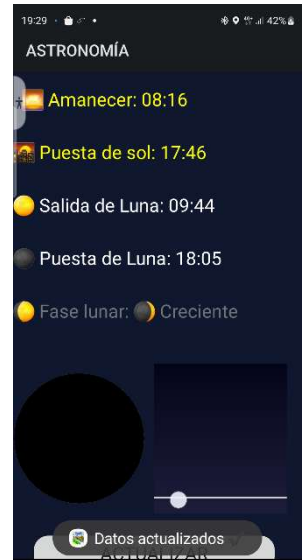 19:29
42%
ASTRONOMÍA
Amanecer: 08:16
Puesta de sol: 17:46
Salida de Luna: 09:44
Puesta de Luna: 18:05
Fase lunar: Creciente
Datos actualizados
ACTUALIZAR